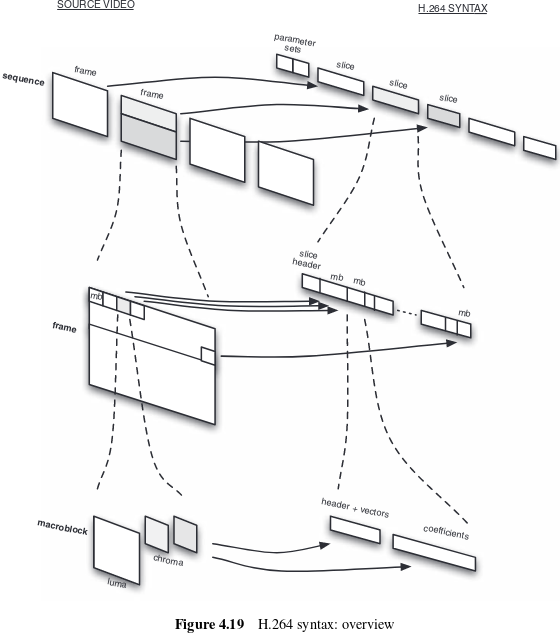 SOURCE VIDEO
H.264 SYNTAX
parameter
sets
slice
slice
slice
sequence
frame
frame
slice
header
mb
mb
mb
mb
frame
header + vectors
coefficients
macroblock
chroma
luma
Figure 4.19 H.264 syntax: overview